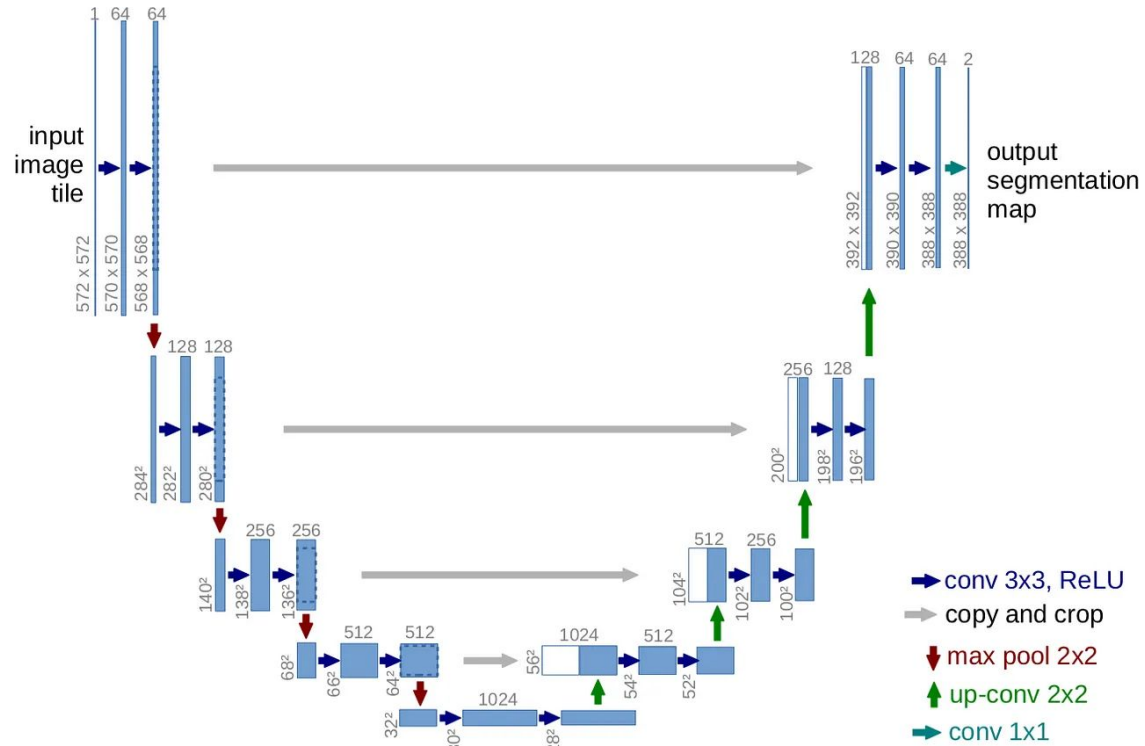 1 64 64
input
image
tile
572 x 572
570 x 570
568 x 568
128 64 64 2
output
segmentation
map
392 x 392
390 x 390
388 x 388
388 x 388
128 128
284²
282²
280²
256 128
200²
198²
196²
256 256
140²
138²
136²
512 256
104²
102²
100²
512 512
68²
66²
64²
1024 512
56²
54²
52²
1024
32²
conv 3x3, ReLU
copy and crop
max pool 2x2
up-conv 2x2
conv 1x1